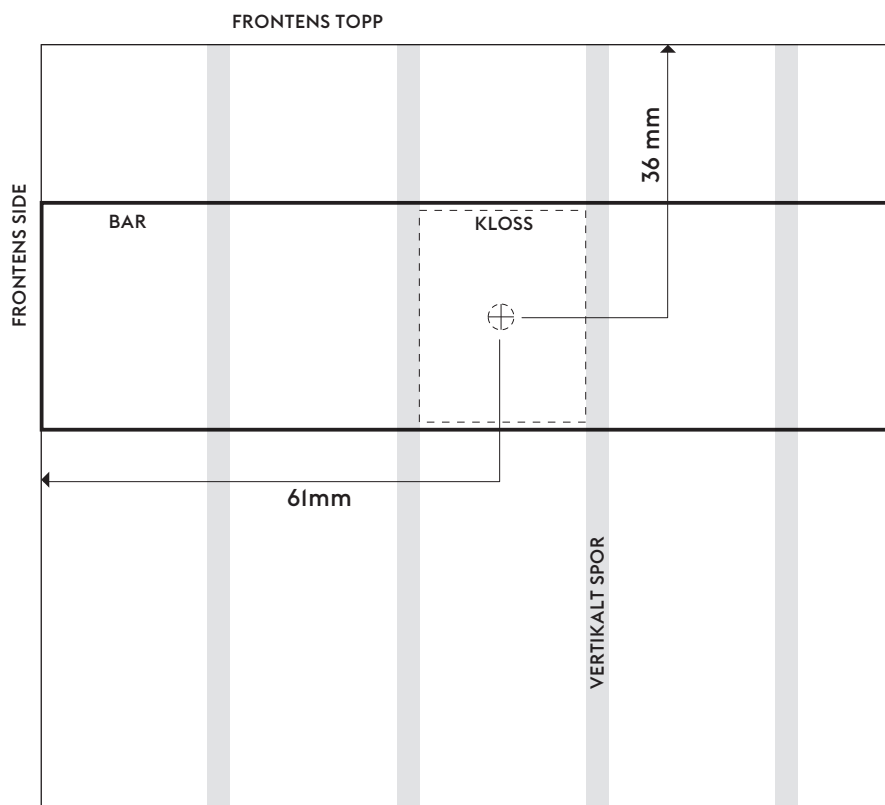 FRONTENS TOPP
36 mm
FRONTENS SIDE
BAR
KLOSS
61mm
VERTIKALT SPOR